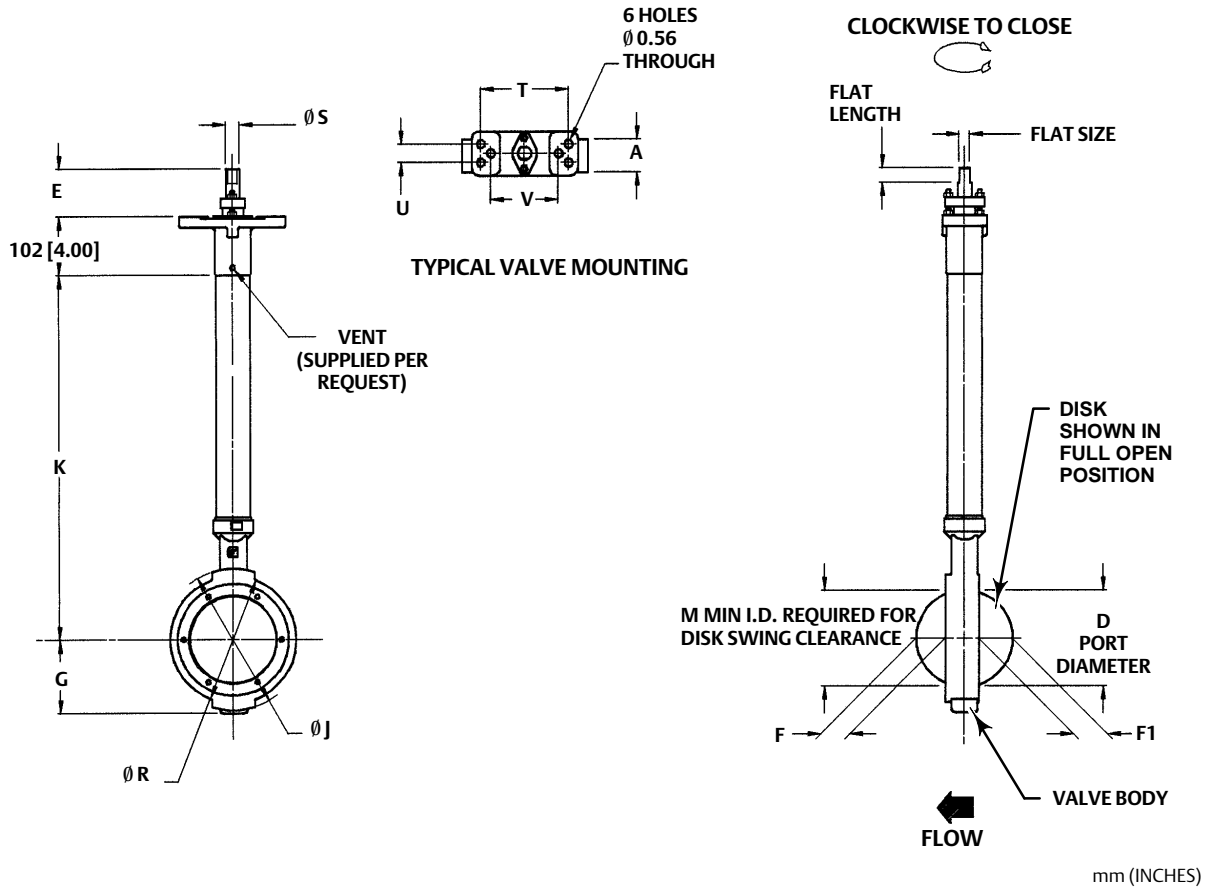 6 HOLES
Ø 0.56
THROUGH
CLOCKWISE TO CLOSE
Ø S
T
FLAT
LENGTH
FLAT SIZE
E
A
U
V
102 [4.00]
TYPICAL VALVE MOUNTING
VENT
(SUPPLIED PER
REQUEST)
DISK
SHOWN IN
FULL OPEN
POSITION
K
M MIN I.D. REQUIRED FOR
DISK SWING CLEARANCE
D
PORT
DIAMETER
G
Ø J
F
F1
Ø R
VALVE BODY
FLOW
mm (INCHES)